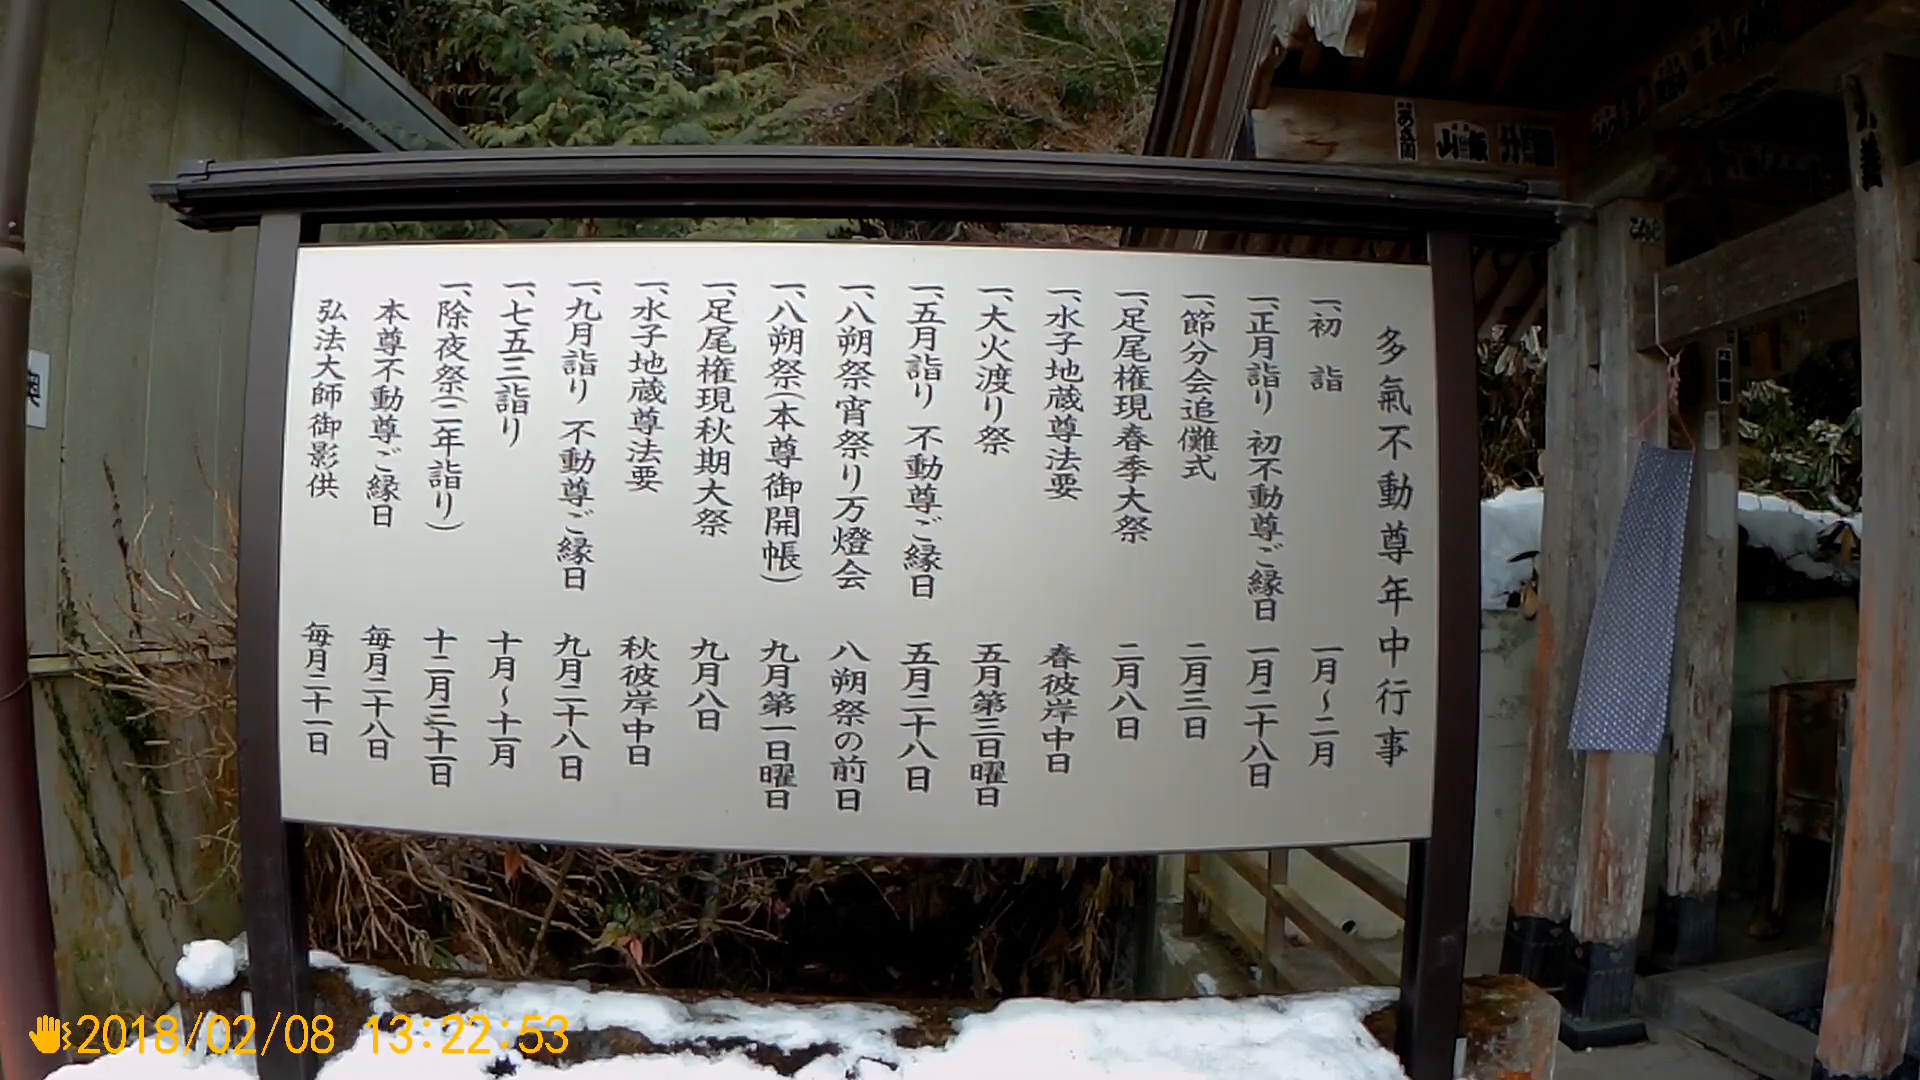 多氣不動尊年中行事
一、初詣 一月～二月
一、正月詣り 初不動尊ご縁日 一月二十八日
一、節分会追儺式 二月三日
一、足尾権現春季大祭 二月八日
一、水子地蔵尊法要 春彼岸中日
一、大火渡り祭 五月第三日曜日
一、五月詣り 不動尊ご縁日 五月二十八日
一、八朔祭宵祭り万燈会 八朔祭の前日
一、八朔祭(本尊御開帳) 九月第一日曜日
一、足尾権現秋期大祭 九月八日
一、水子地蔵尊法要 秋彼岸中日
一、九月詣り 不動尊ご縁日 九月二十八日
一、七五三詣り 十月～十一月
一、除夜祭(二年詣り) 十二月三十一日
本尊不動尊ご縁日 毎月二十八日
弘法大師御影供 毎月二十一日
2018/02/08 13:22:53